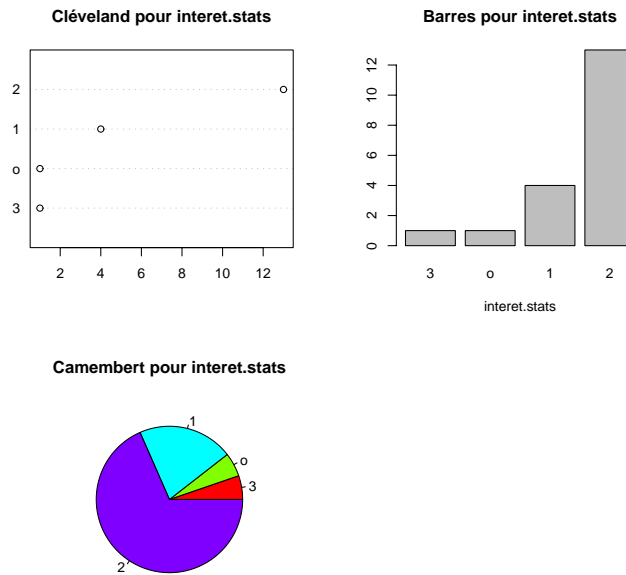 Cléveland pour interet.stats
2
1
o
3
2 4 6 8 10 12
Barres pour interet.stats
12
10
8
6
4
2
0
3 o 1 2
interet.stats
Camembert pour interet.stats
1
o
3
2